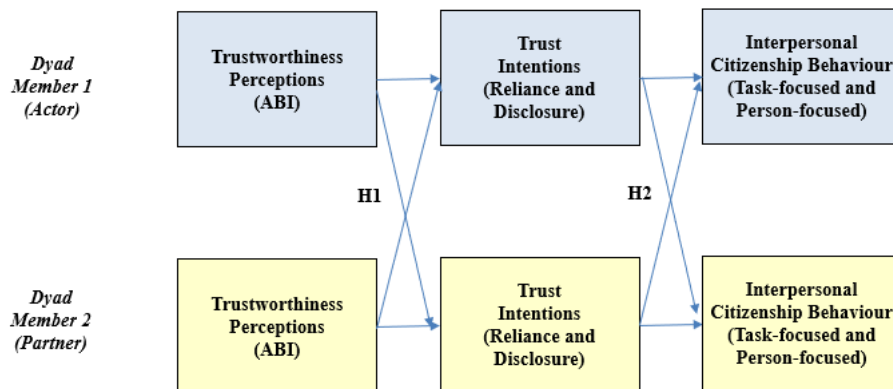 Dyad
Member 1
(Actor)
Trustworthiness
Perceptions
(ABI)
Trust
Intentions
(Reliance and
Disclosure)
Interpersonal
Citizenship Behaviour
(Task-focused and
Person-focused)
H1
H2
Dyad
Member 2
(Partner)
Trustworthiness
Perceptions
(ABI)
Trust
Intentions
(Reliance and
Disclosure)
Interpersonal
Citizenship Behaviour
(Task-focused and
Person-focused)